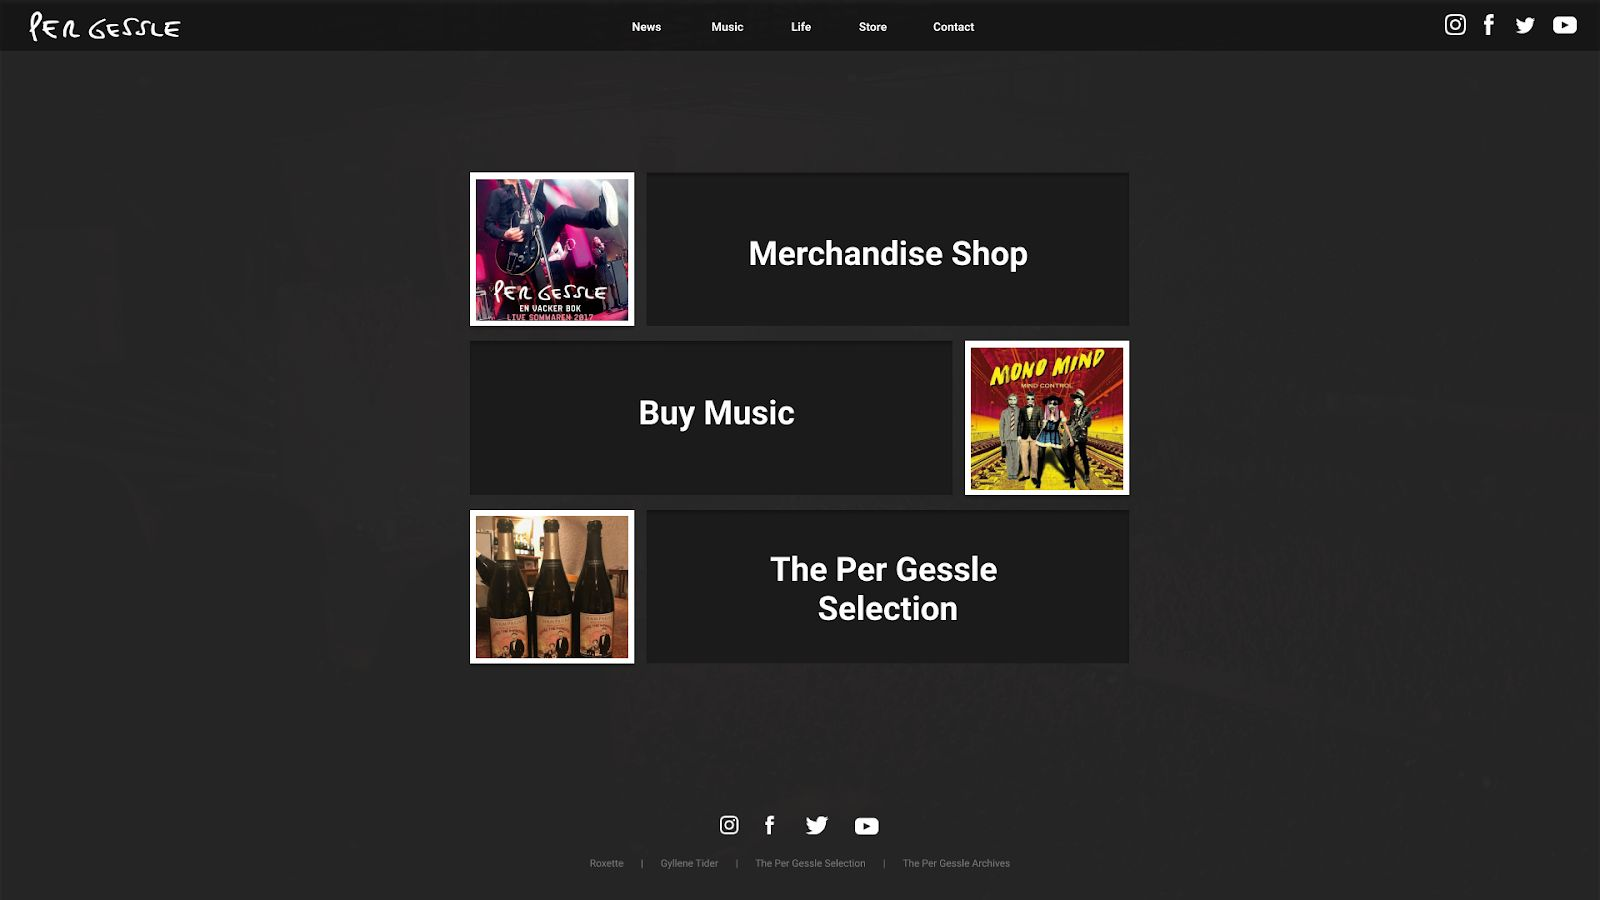 PER GESSLE
News
Music
Life
Store
Contact
PER GESSLE
EN VACKER BOK
LIVE SOMMAREN 2017
Merchandise Shop
Buy Music
MONO MIND
MIND CONTROL
The Per Gessle
Selection
Roxette | Gyllene Tider | The Per Gessle Selection | The Per Gessle Archives